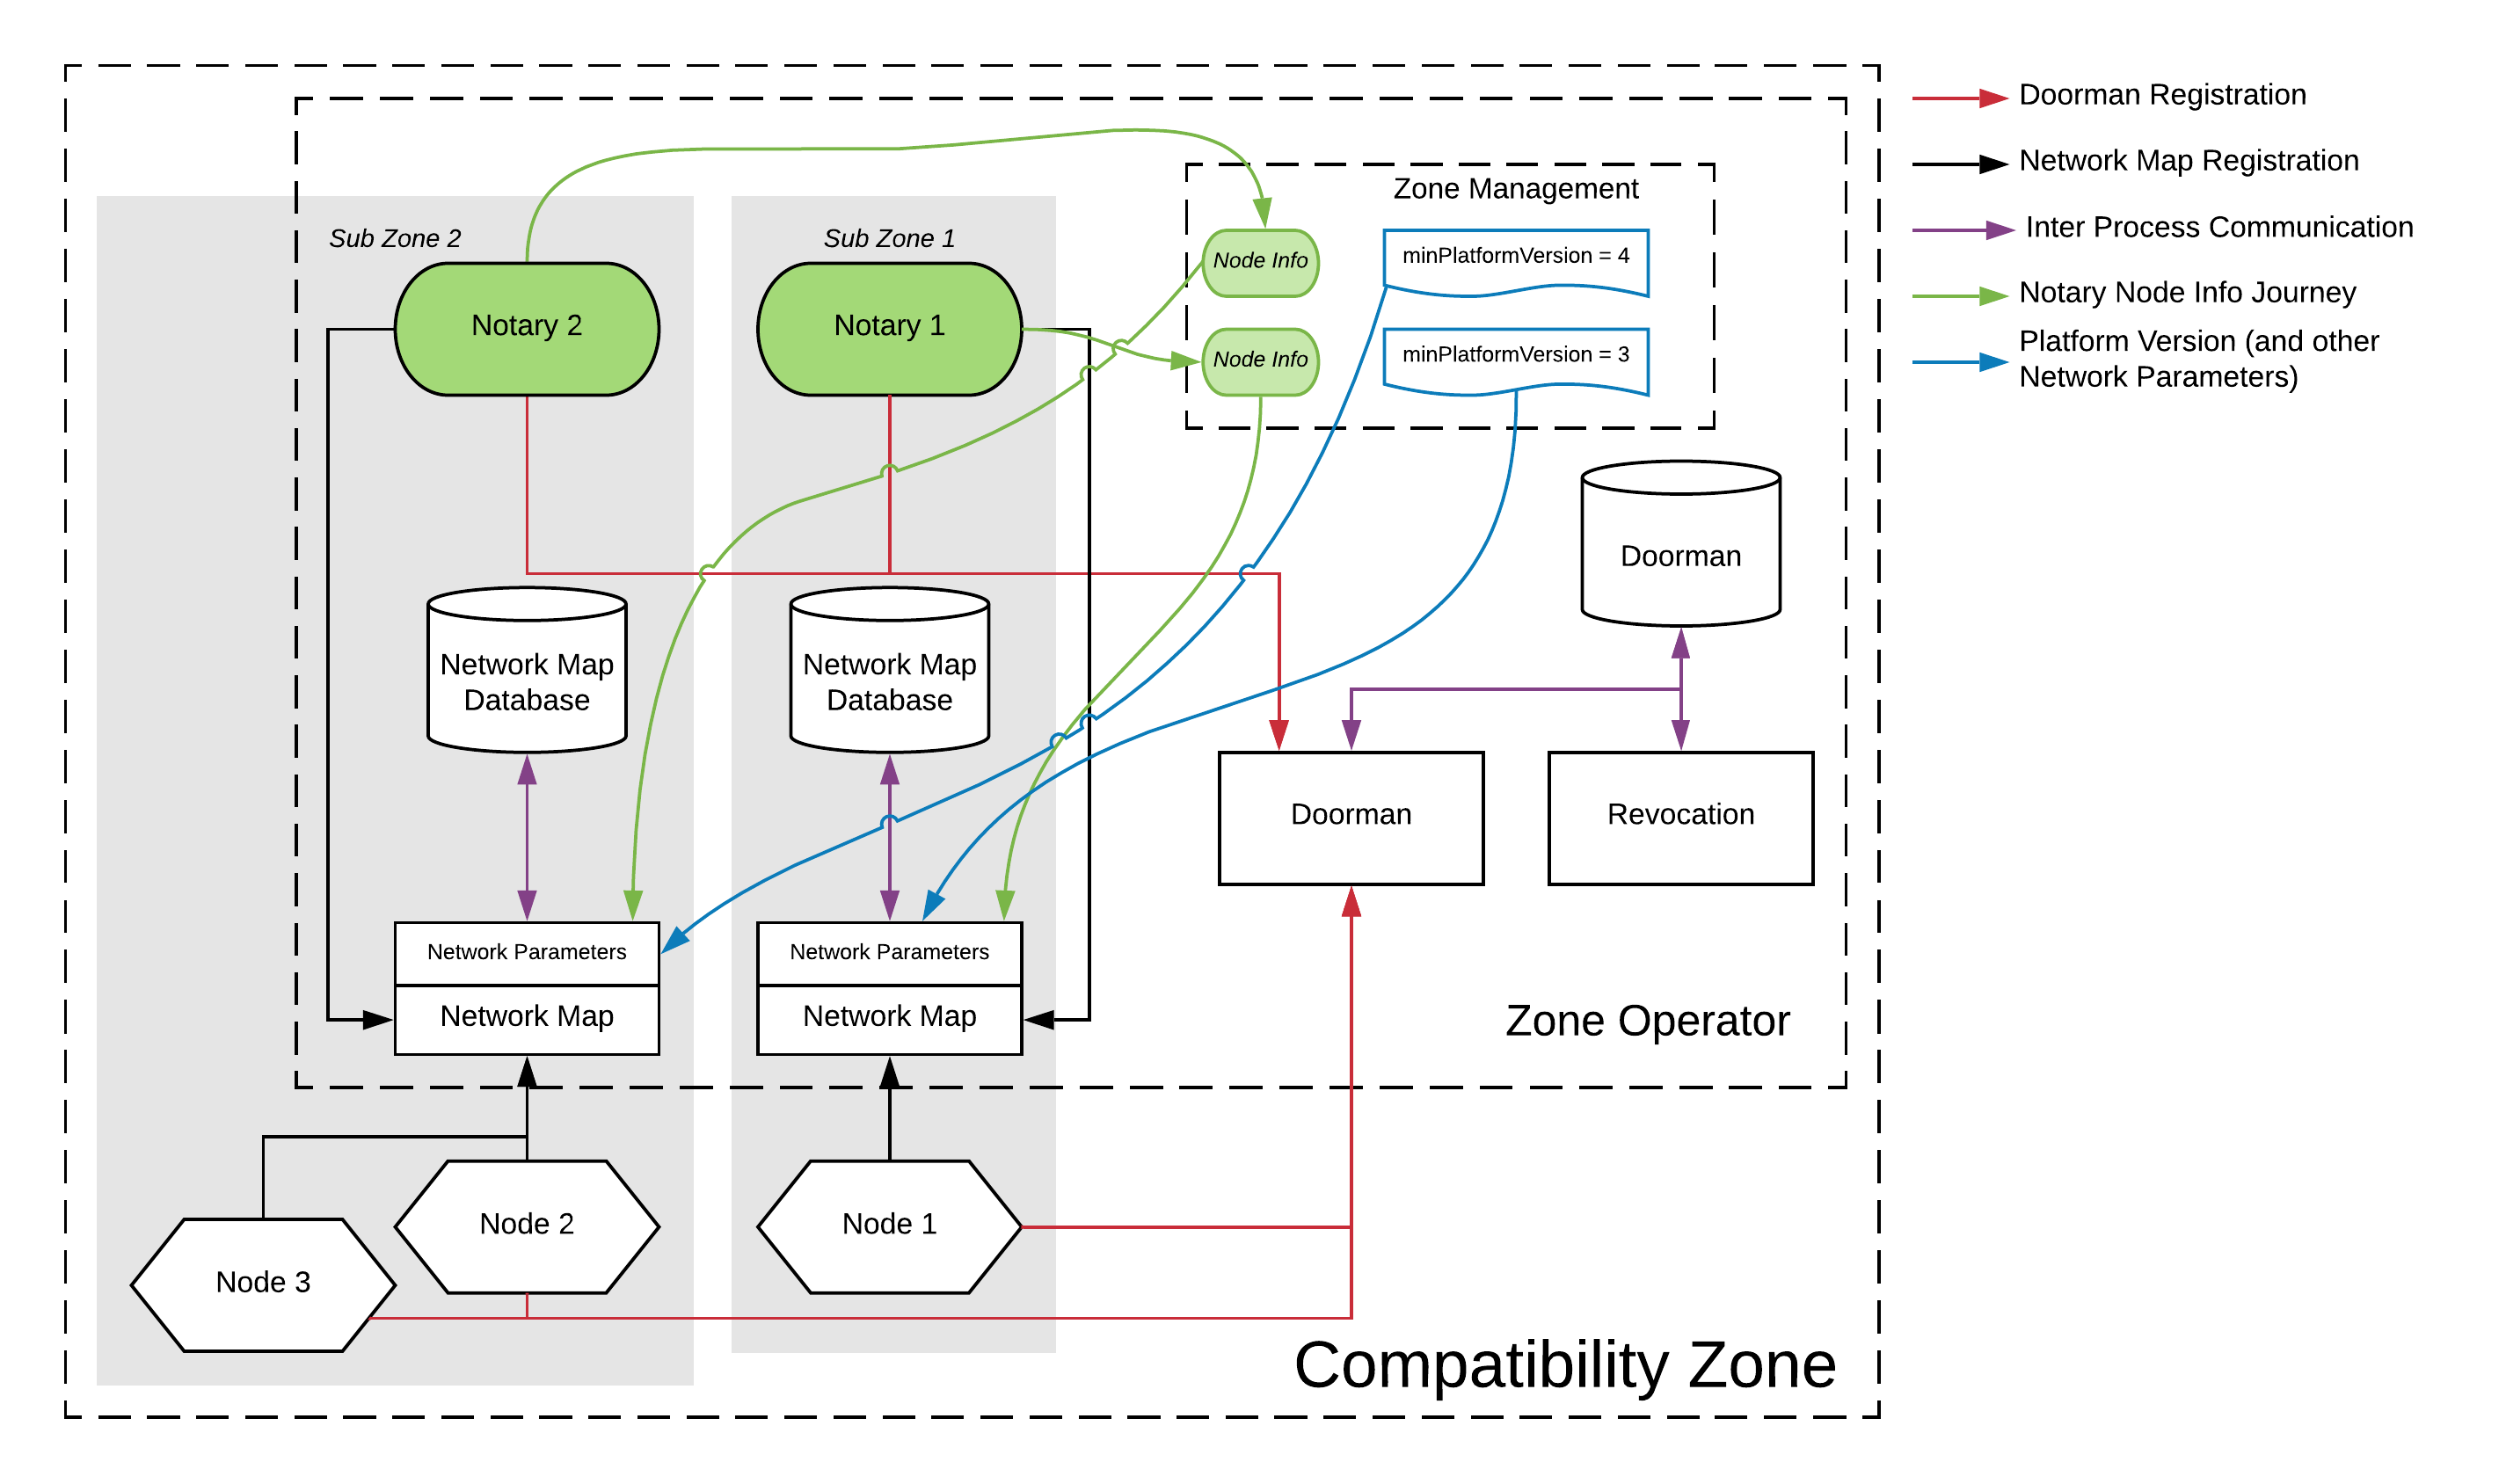 Doorman Registration
Network Map Registration
Inter Process Communication
Notary Node Info Journey
Platform Version (and other
Network Parameters)
Zone Management
Sub Zone 2
Sub Zone 1
Node Info
minPlatformVersion = 4
Notary 2
Notary 1
Node Info
minPlatformVersion = 3
Doorman
Network Map
Database
Network Map
Database
Doorman
Revocation
Network Parameters
Network Map
Network Parameters
Network Map
Zone Operator
Node 2
Node 1
Node 3
Compatibility Zone